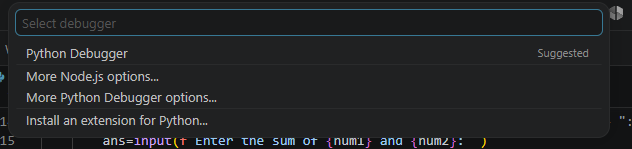 Select debugger
Python Debugger Suggested
More Node.js options...
More Python Debugger options...
Install an extension for Python...
":
15 ans=input(f"Enter the sum of {num1} and {num2}: ")